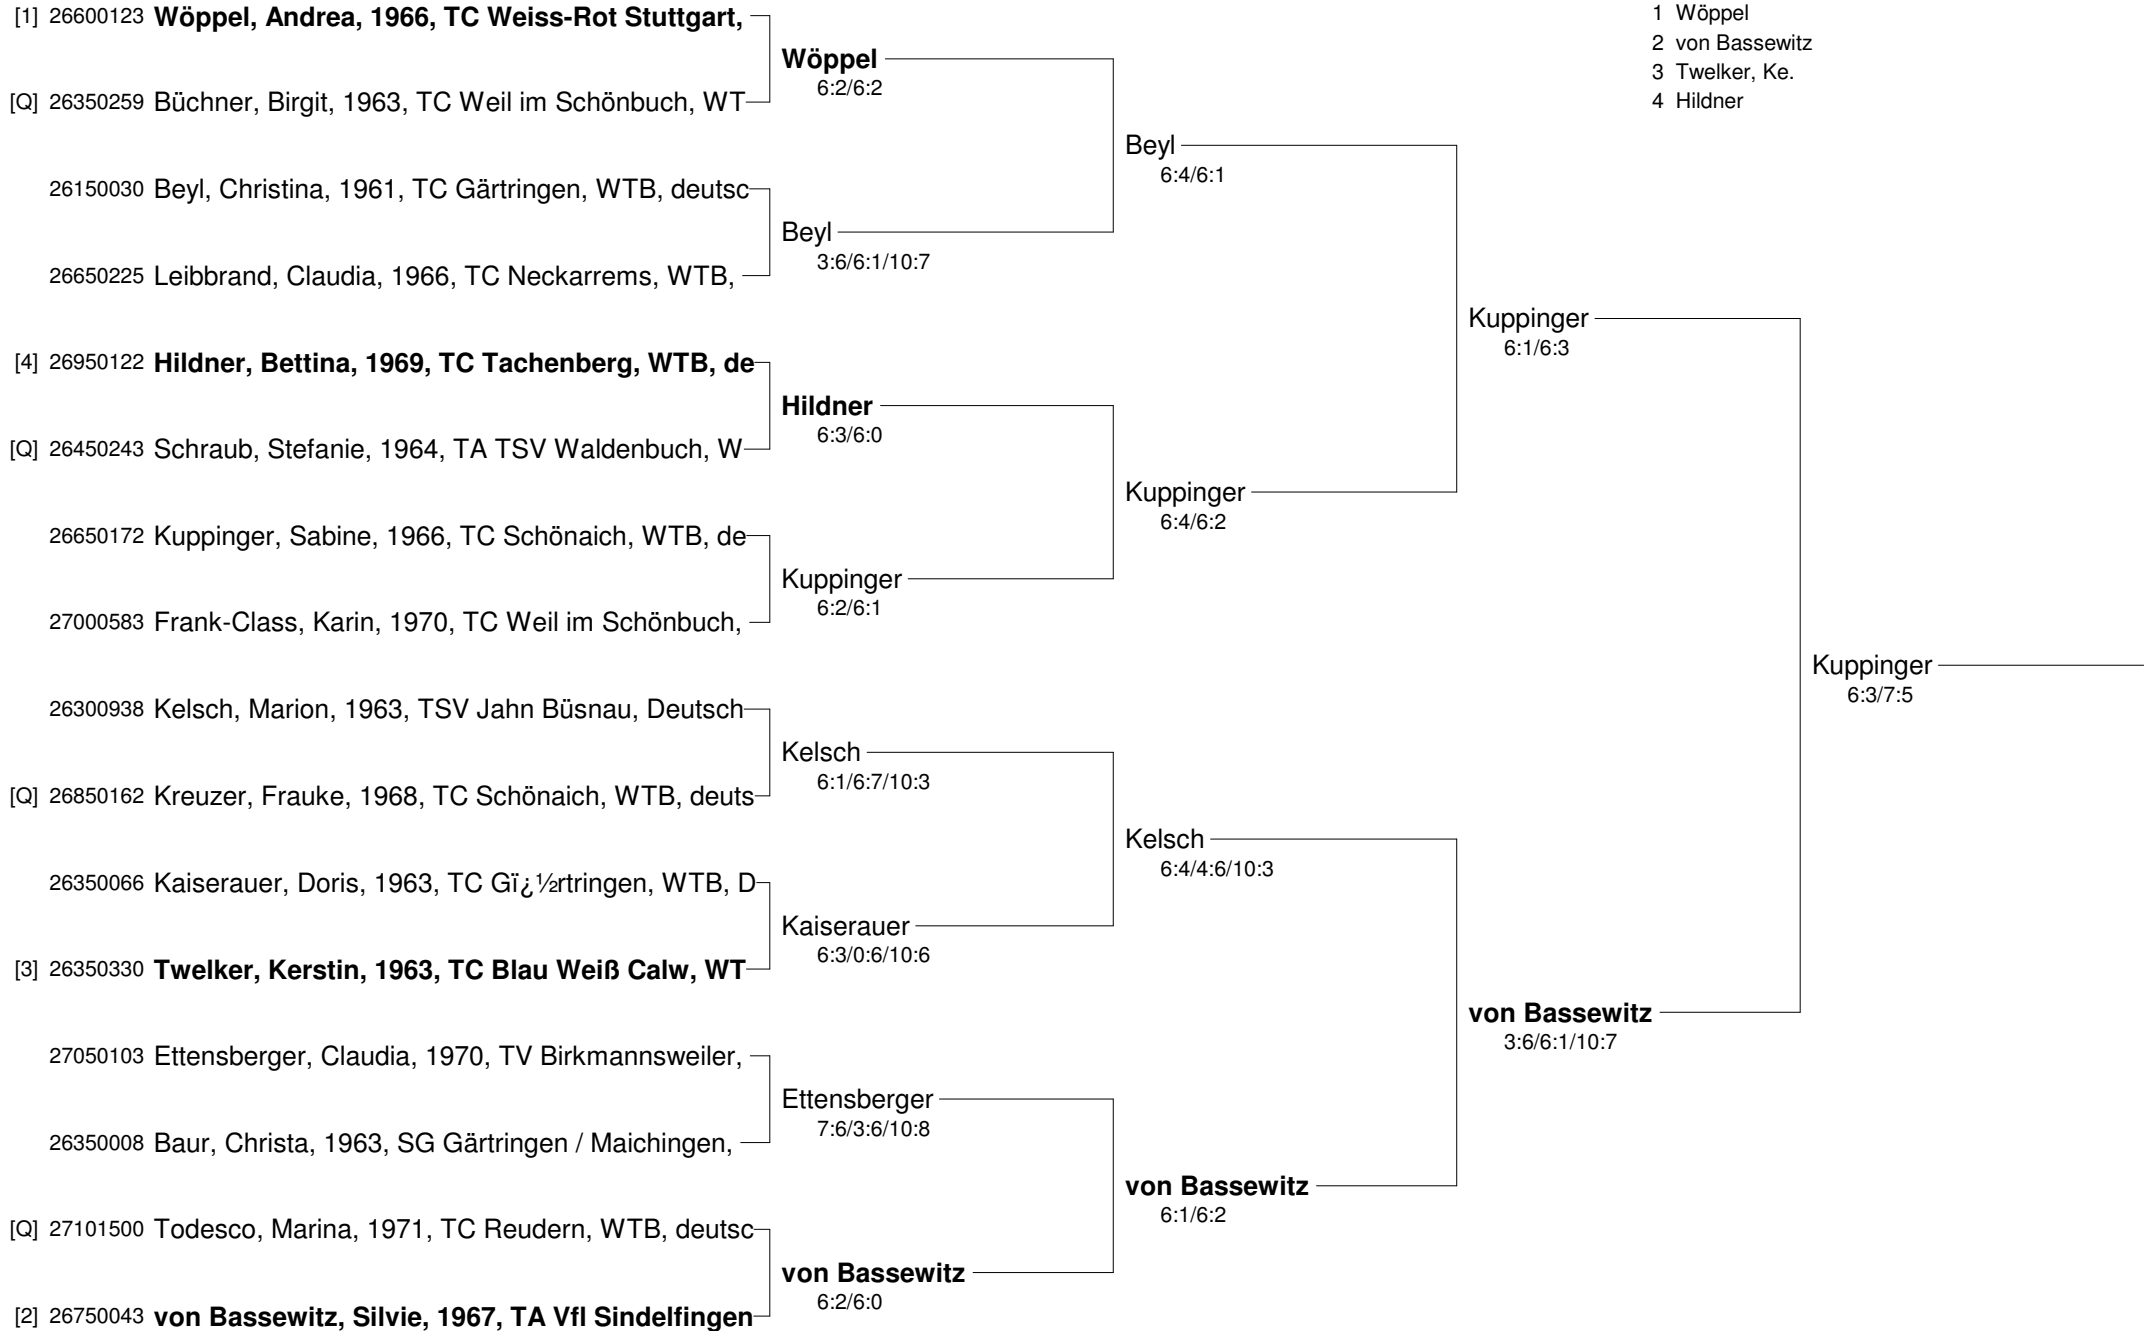 [1] 26600123 Wöppel, Andrea, 1966, TC Weiss-Rot Stuttgart,
[Q] 26350259 Büchner, Birgit, 1963, TC Weil im Schönbuch, WT
26150030 Beyl, Christina, 1961, TC Gärtringen, WTB, deutsc
26650225 Leibbrand, Claudia, 1966, TC Neckarrems, WTB,
[4] 26950122 Hildner, Bettina, 1969, TC Tachenberg, WTB, de
[Q] 26450243 Schraub, Stefanie, 1964, TA TSV Waldenbuch, W
26650172 Kuppinger, Sabine, 1966, TC Schönaich, WTB, de
27000583 Frank-Class, Karin, 1970, TC Weil im Schönbuch,
26300938 Kelsch, Marion, 1963, TSV Jahn Büsnau, Deutsch
[Q] 26850162 Kreuzer, Frauke, 1968, TC Schönaich, WTB, deuts
26350066 Kaiserauer, Doris, 1963, TC Gï¿½rtringen, WTB, D
[3] 26350330 Twelker, Kerstin, 1963, TC Blau Weiß Calw, WT
27050103 Ettensberger, Claudia, 1970, TV Birkmannsweiler,
26350008 Baur, Christa, 1963, SG Gärtringen / Maichingen,
[Q] 27101500 Todesco, Marina, 1971, TC Reudern, WTB, deutsc
[2] 26750043 von Bassewitz, Silvie, 1967, TA Vfl Sindelfingen
Wöppel
6:2/6:2
Beyl
3:6/6:1/10:7
Hildner
6:3/6:0
Kuppinger
6:2/6:1
Kelsch
6:1/6:7/10:3
Kaiserauer
6:3/0:6/10:6
Ettensberger
7:6/3:6/10:8
von Bassewitz
6:2/6:0
Beyl
6:4/6:1
Kuppinger
6:4/6:2
Kelsch
6:4/4:6/10:3
von Bassewitz
6:1/6:2
Kuppinger
6:1/6:3
von Bassewitz
3:6/6:1/10:7
Kuppinger
6:3/7:5
1 Wöppel
2 von Bassewitz
3 Twelker, Ke.
4 Hildner